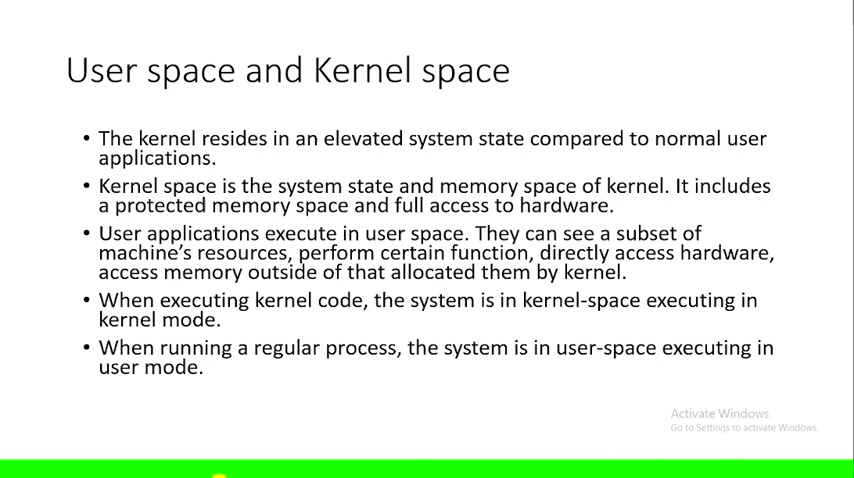 User space and Kernel space
• The kernel resides in an elevated system state compared to normal user
applications.
• Kernel space is the system state and memory space of kernel. It includes
a protected memory space and full access to hardware.
• User applications execute in user space. They can see a subset of
machine’s resources, perform certain function, directly access hardware,
access memory outside of that allocated them by kernel.
• When executing kernel code, the system is in kernel-space executing in
kernel mode.
• When running a regular process, the system is in user-space executing in
user mode.
Activate Windows
Go to Settings to activate Windows.